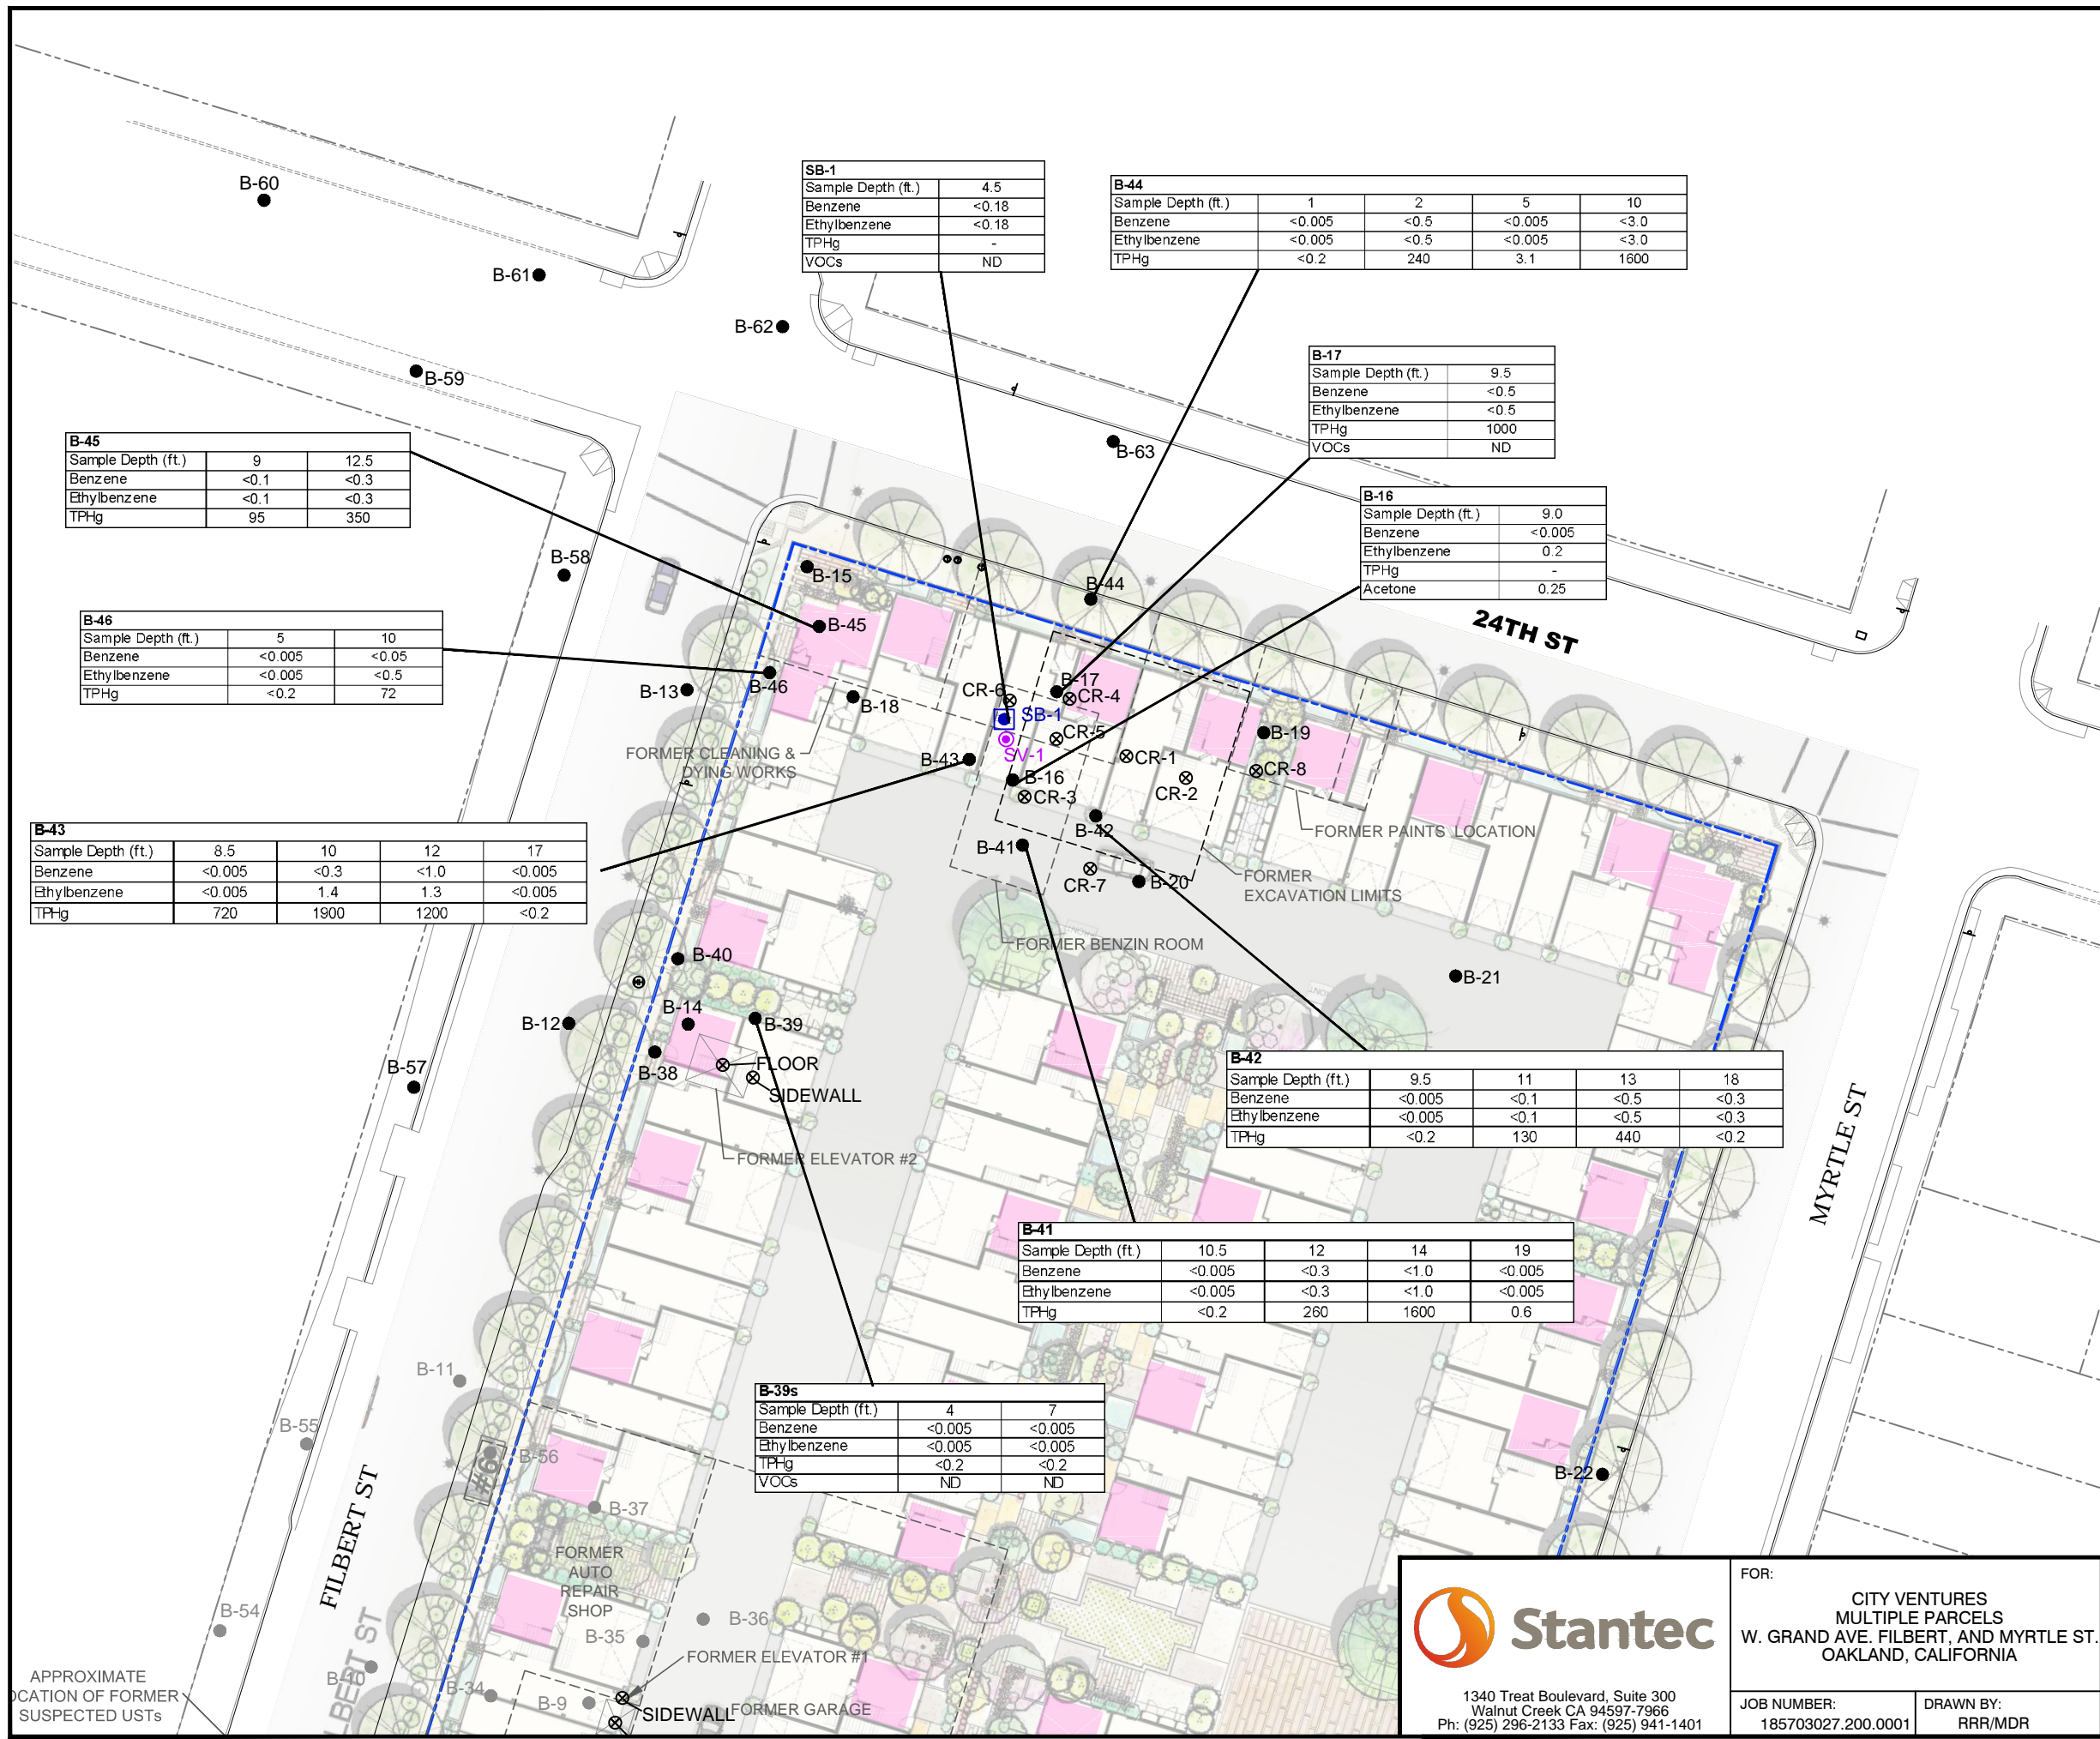 B-60
B-61
B-62
B-59
B-63
B-58
SB-1
Sample Depth (ft.) 4.5
Benzene <0.18
Ethylbenzene <0.18
TPHg -
VOCs ND
B-44
Sample Depth (ft.) 1 2 5 10
Benzene <0.005 <0.5 <0.005 <3.0
Ethylbenzene <0.005 <0.5 <0.005 <3.0
TPHg <0.2 240 3.1 1600
B-17
Sample Depth (ft.) 9.5
Benzene <0.5
Ethylbenzene <0.5
TPHg 1000
VOCs ND
B-16
Sample Depth (ft.) 9.0
Benzene <0.005
Ethylbenzene 0.2
TPHg -
Acetone 0.25
B-45
Sample Depth (ft.) 9 12.5
Benzene <0.1 <0.3
Ethylbenzene <0.1 <0.3
TPHg 95 350
B-46
Sample Depth (ft.) 5 10
Benzene <0.005 <0.05
Ethylbenzene <0.005 <0.5
TPHg <0.2 72
B-43
Sample Depth (ft.) 8.5 10 12 17
Benzene <0.005 <0.3 <1.0 <0.005
Ethylbenzene <0.005 1.4 1.3 <0.005
TPHg 720 1900 1200 <0.2
24TH ST
B-15
B-44
B-45
B-13
B-46
B-18
CR-6
B-17
CR-4
SB-1
CR-5
SV-1
B-19
B-43
CR-1
CR-8
B-16
CR-2
CR-3
B-42
B-41
CR-7
B-20
FORMER CLEANING &
DYING WORKS
FORMER PAINTS LOCATION
FORMER
EXCAVATION LIMITS
FORMER BENZIN ROOM
B-21
B-40
B-12
B-14
B-39
B-38
FLOOR
SIDEWALL
B-57
FORMER ELEVATOR #2
B-42
Sample Depth (ft.) 9.5 11 13 18
Benzene <0.005 <0.1 <0.5 <0.3
Ethylbenzene <0.005 <0.1 <0.5 <0.3
TPHg <0.2 130 440 <0.2
MYRTLE ST
B-41
Sample Depth (ft.) 10.5 12 14 19
Benzene <0.005 <0.3 <1.0 <0.005
Ethylbenzene <0.005 <0.3 <1.0 <0.005
TPHg <0.2 260 1600 0.6
B-39s
Sample Depth (ft.) 4 7
Benzene <0.005 <0.005
Ethylbenzene <0.005 <0.005
TPHg <0.2 <0.2
VOCs ND ND
B-11
B-55
B-56
#6
B-37
B-22
FILBERT ST
FORMER
AUTO
REPAIR
SHOP
B-54
B-36
B-35
FORMER ELEVATOR #1
B-10
LBERT ST
B-34
B-9
SIDEWALL
FORMER GARAGE
APPROXIMATE
OCATION OF FORMER
SUSPECTED USTs
Stantec
1340 Treat Boulevard, Suite 300
Walnut Creek CA 94597-7966
Ph: (925) 296-2133 Fax: (925) 941-1401
FOR:
CITY VENTURES
MULTIPLE PARCELS
W. GRAND AVE. FILBERT, AND MYRTLE ST.
OAKLAND, CALIFORNIA
JOB NUMBER:
185703027.200.0001
DRAWN BY:
RRR/MDR